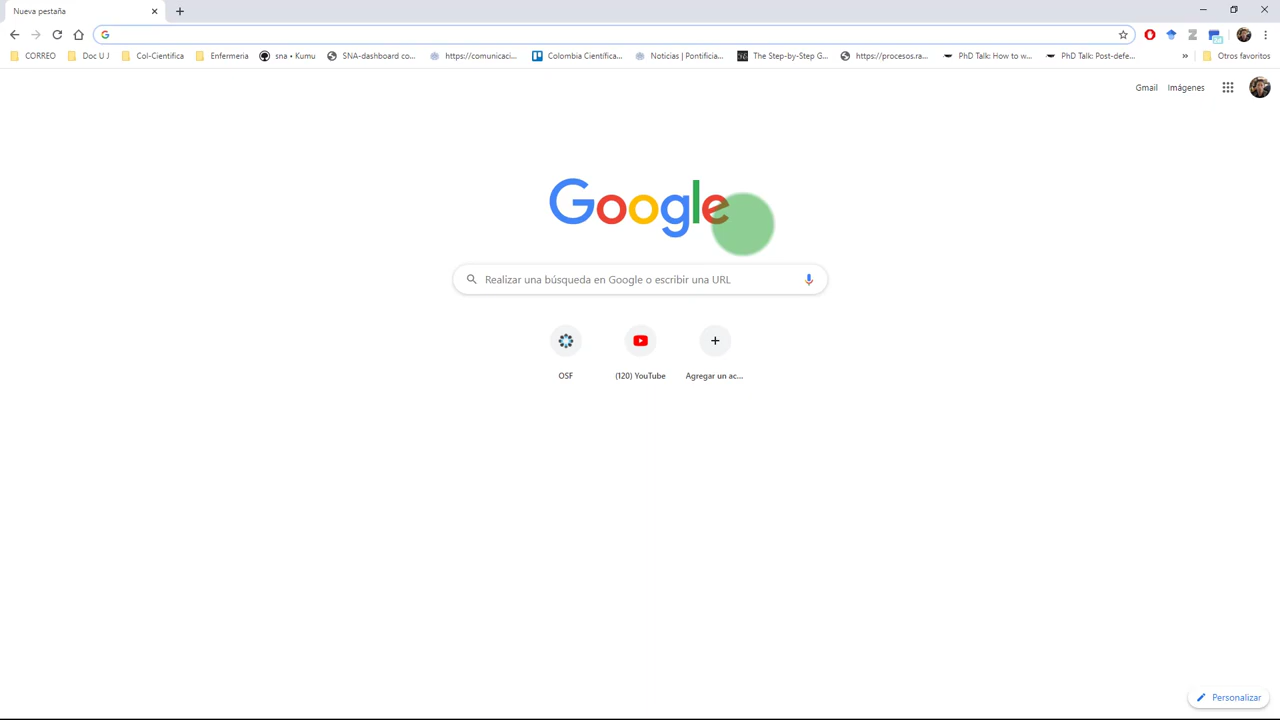 Nueva pestaña
CORREO Doc U J Col-Cientifica Enfermeria sna • Kumu SNA-dashboard co... https://comunicaci... Colombia Científica... Noticias | Pontificia... The Step-by-Step G... https://procesos.ra... PhD Talk: How to w... PhD Talk: Post-defe... » Otros favoritos
Gmail Imágenes
Google
Realizar una búsqueda en Google o escribir una URL
OSF (120) YouTube Agregar un ac...
Personalizar